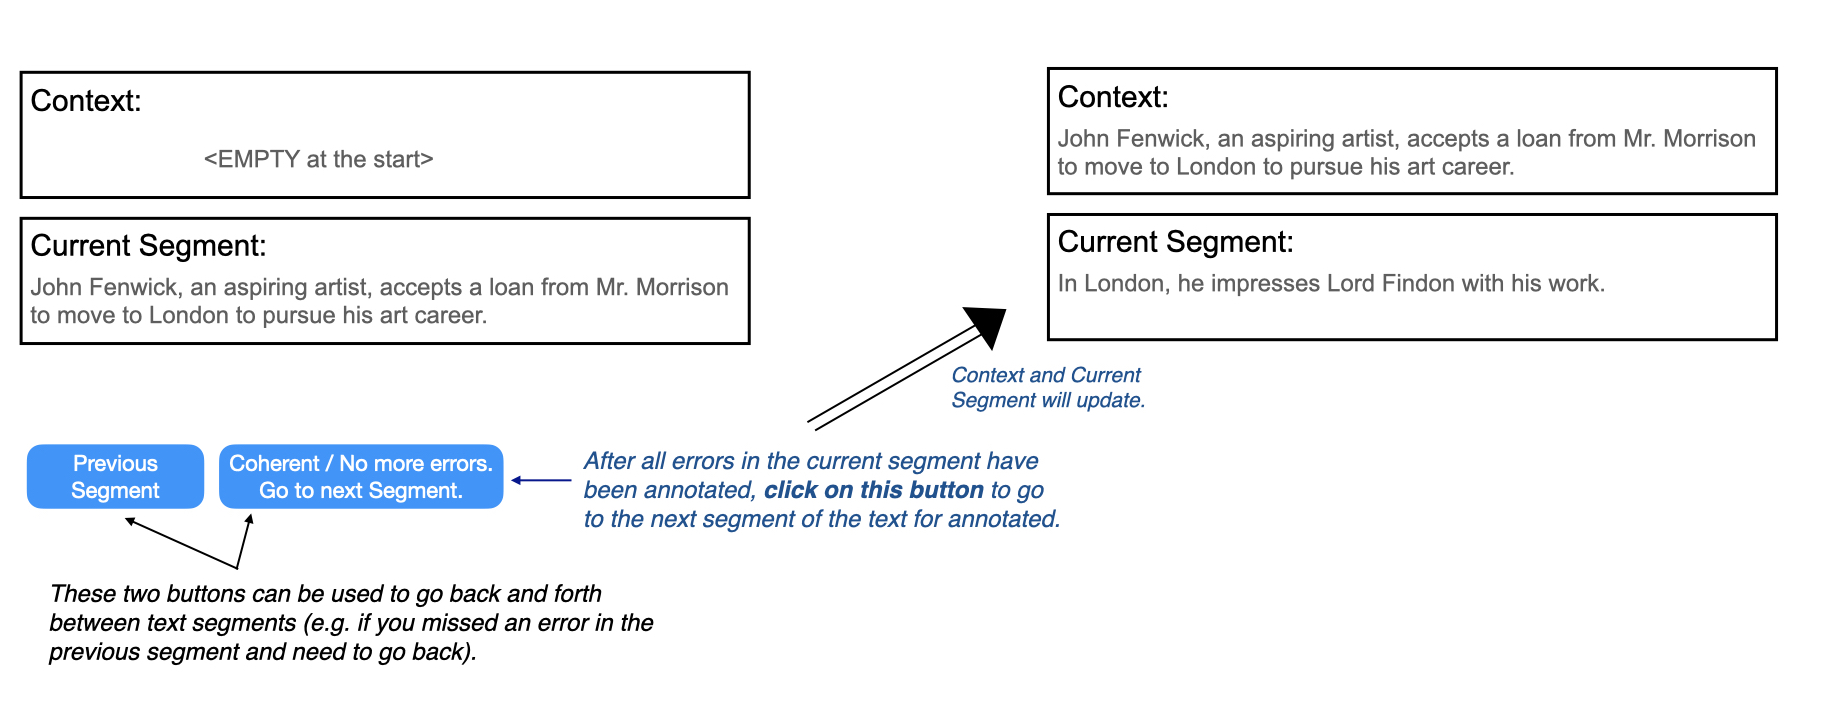 Context:
<EMPTY at the start>
Current Segment:
John Fenwick, an aspiring artist, accepts a loan from Mr. Morrison
to move to London to pursue his art career.
Context:
John Fenwick, an aspiring artist, accepts a loan from Mr. Morrison
to move to London to pursue his art career.
Current Segment:
In London, he impresses Lord Findon with his work.
Context and Current
Segment will update.
Previous
Segment
Coherent / No more errors.
Go to next Segment.
After all errors in the current segment have
been annotated, click on this button to go
to the next segment of the text for annotated.
These two buttons can be used to go back and forth
between text segments (e.g. if you missed an error in the
previous segment and need to go back).